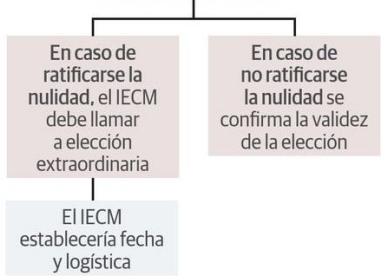 En caso de
ratificarse la
nulidad, el IECM
debe llamar
a elección
extraordinaria
En caso de
no ratificarse
la nulidad se
confirma la validez
de la elección
El IECM
establecería fecha
y logística